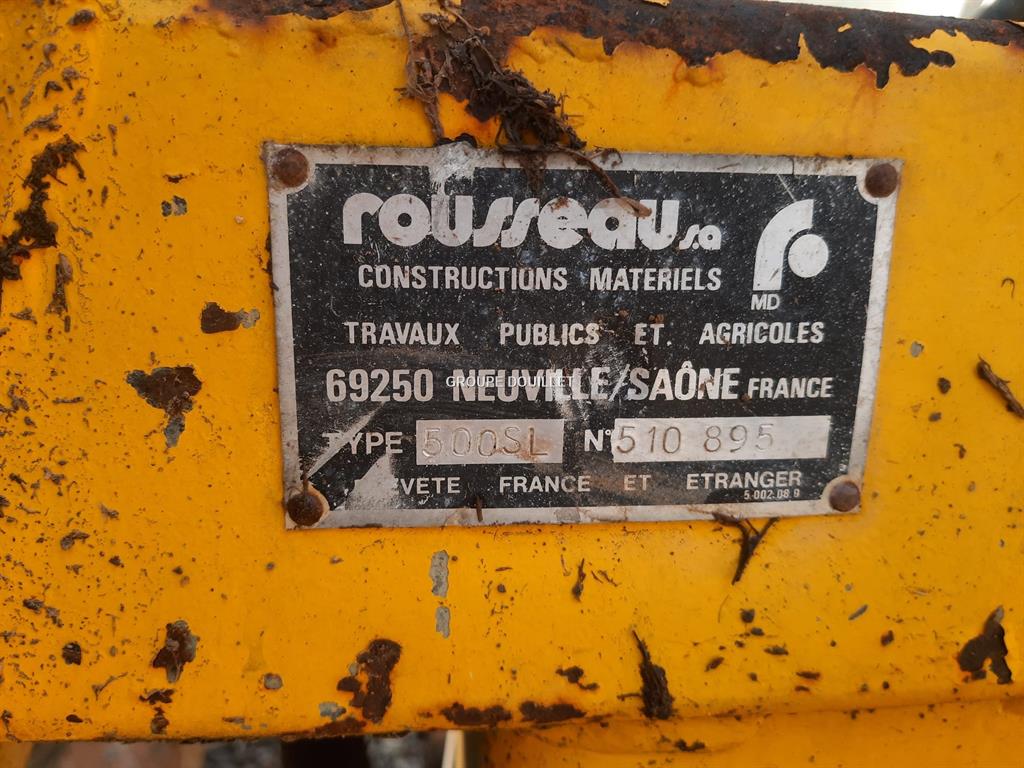 rousseau sa
CONSTRUCTIONS MATERIELS
MD
TRAVAUX PUBLICS ET. AGRICOLES
69250 NEUVILLE/SAÔNE FRANCE
GROUPE DOUILLET
TYPE 500SL N° 510 895
FRANCE ET ETRANGER
5 002 08 9